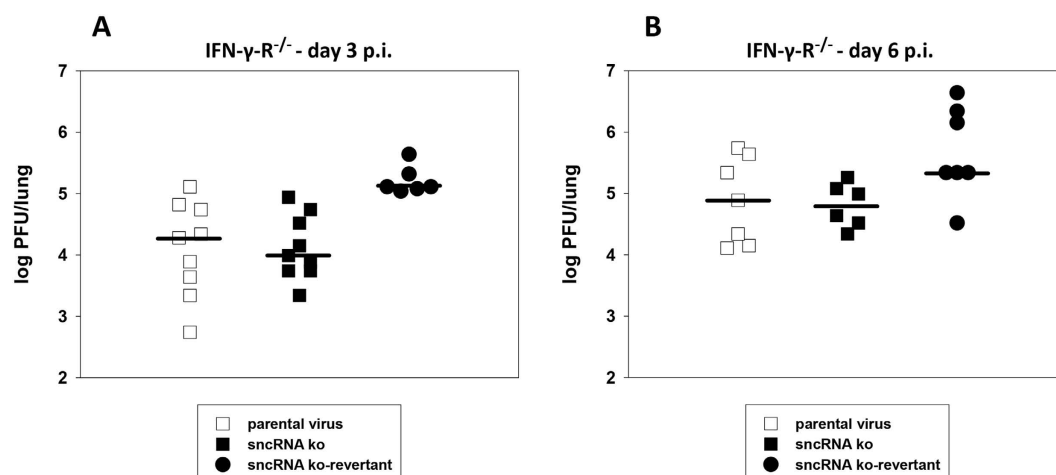 A
IFN-γ-R-/- - day 3 p.i.
7
6
5
4
3
2
log PFU/lung
parental virus
sncRNA ko
sncRNA ko-revertant
B
IFN-γ-R-/- - day 6 p.i.
7
6
5
4
3
2
log PFU/lung
parental virus
sncRNA ko
sncRNA ko-revertant